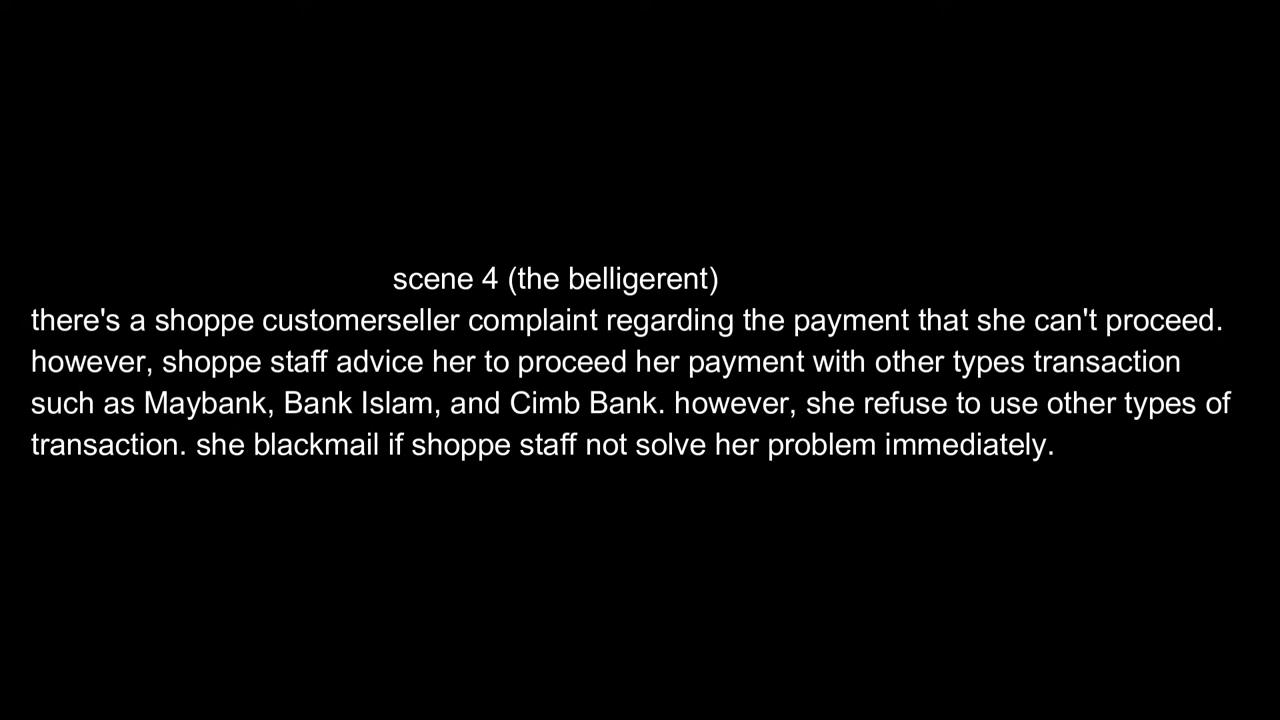 scene 4 (the belligerent)
there's a shoppe customerseller complaint regarding the payment that she can't proceed.
however, shoppe staff advice her to proceed her payment with other types transaction
such as Maybank, Bank Islam, and Cimb Bank. however, she refuse to use other types of
transaction. she blackmail if shoppe staff not solve her problem immediately.